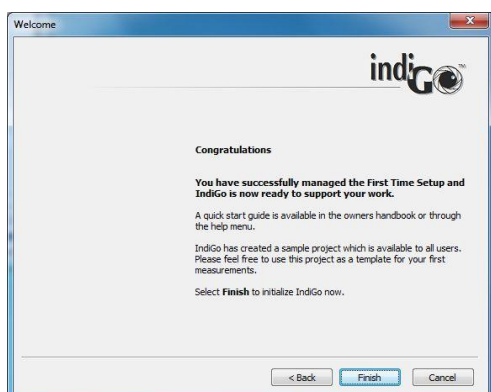 Welcome
indiGo™
Congratulations
You have successfully managed the First Time Setup and
IndiGo is now ready to support your work.
A quick start guide is available in the owners handbook or through
the help menu.
IndiGo has created a sample project which is available to all users.
Please feel free to use this project as a template for your first
measurements.
Select Finish to initialize IndiGo now.
< Back Finish Cancel